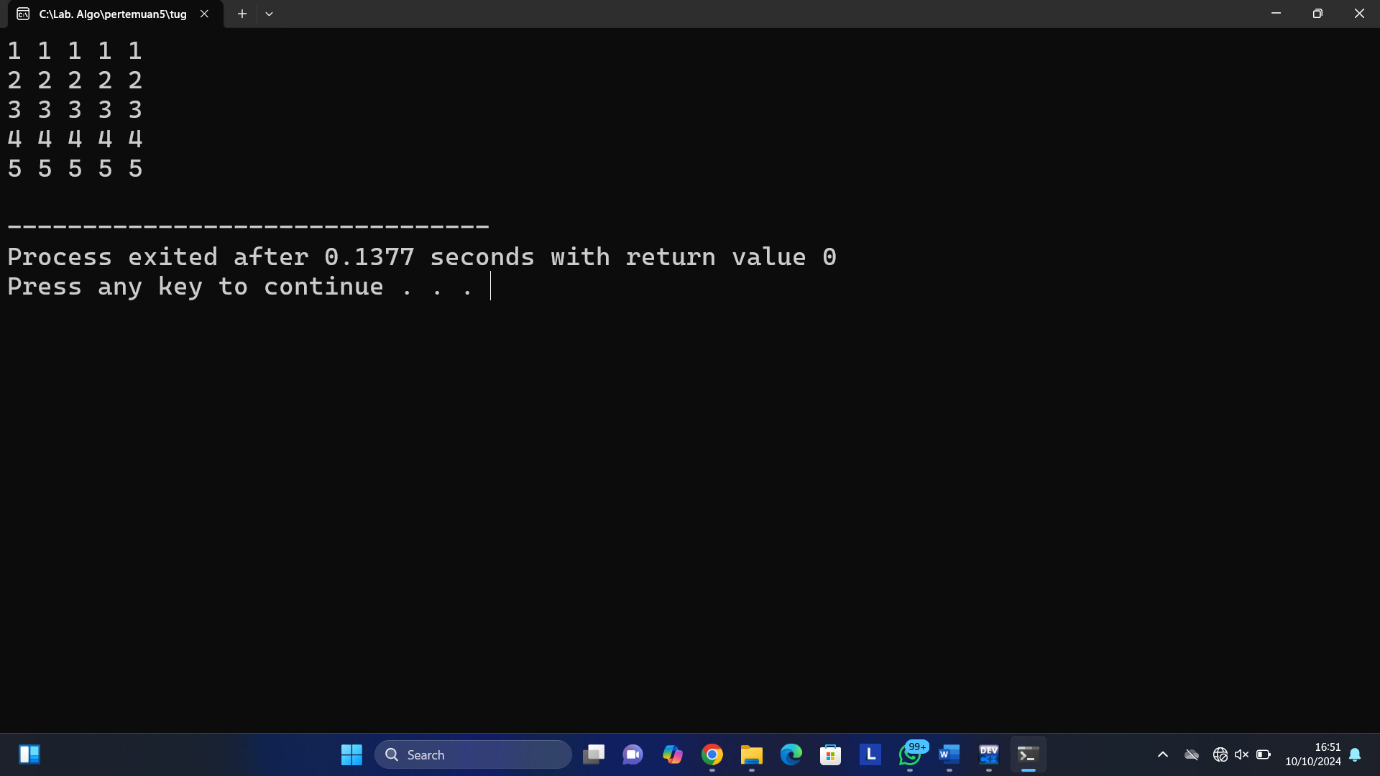 C:\Lab. Algo\pertemuan5\tug
1 1 1 1 1
2 2 2 2 2
3 3 3 3 3
4 4 4 4 4
5 5 5 5 5
--------------------------------
Process exited after 0.1377 seconds with return value 0
Press any key to continue . . .
Search
L
99+
W
DEV
16:51
10/10/2024